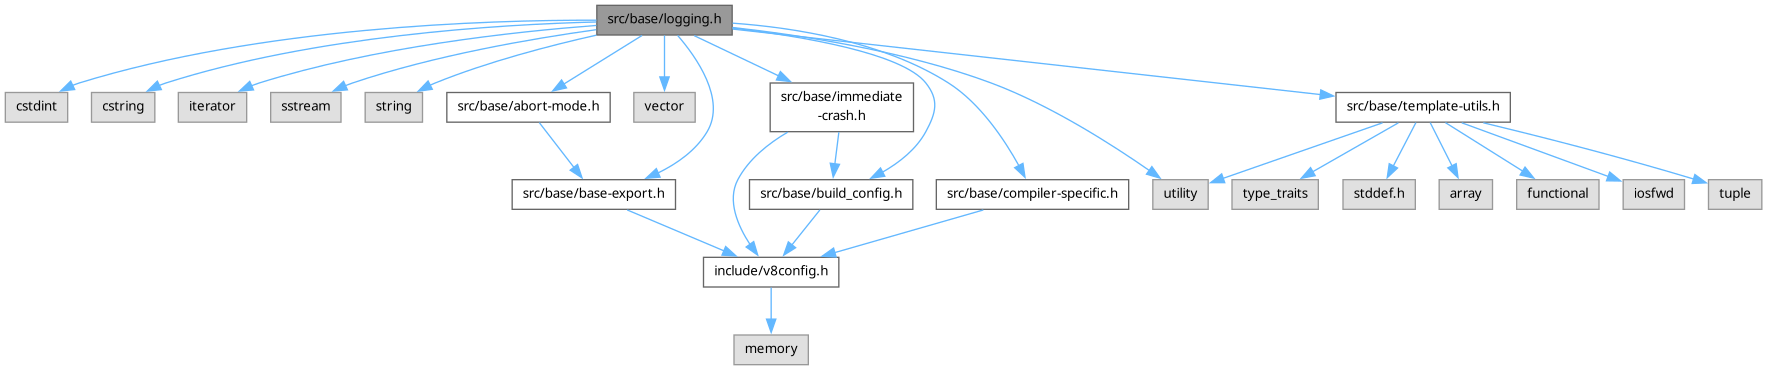 src/base/logging.h
cstdint
cstring
iterator
sstream
string
src/base/abort-mode.h
vector
src/base/immediate
-crash.h
src/base/template-utils.h
src/base/base-export.h
src/base/build_config.h
src/base/compiler-specific.h
utility
type_traits
stddef.h
array
functional
iosfwd
tuple
include/v8config.h
memory